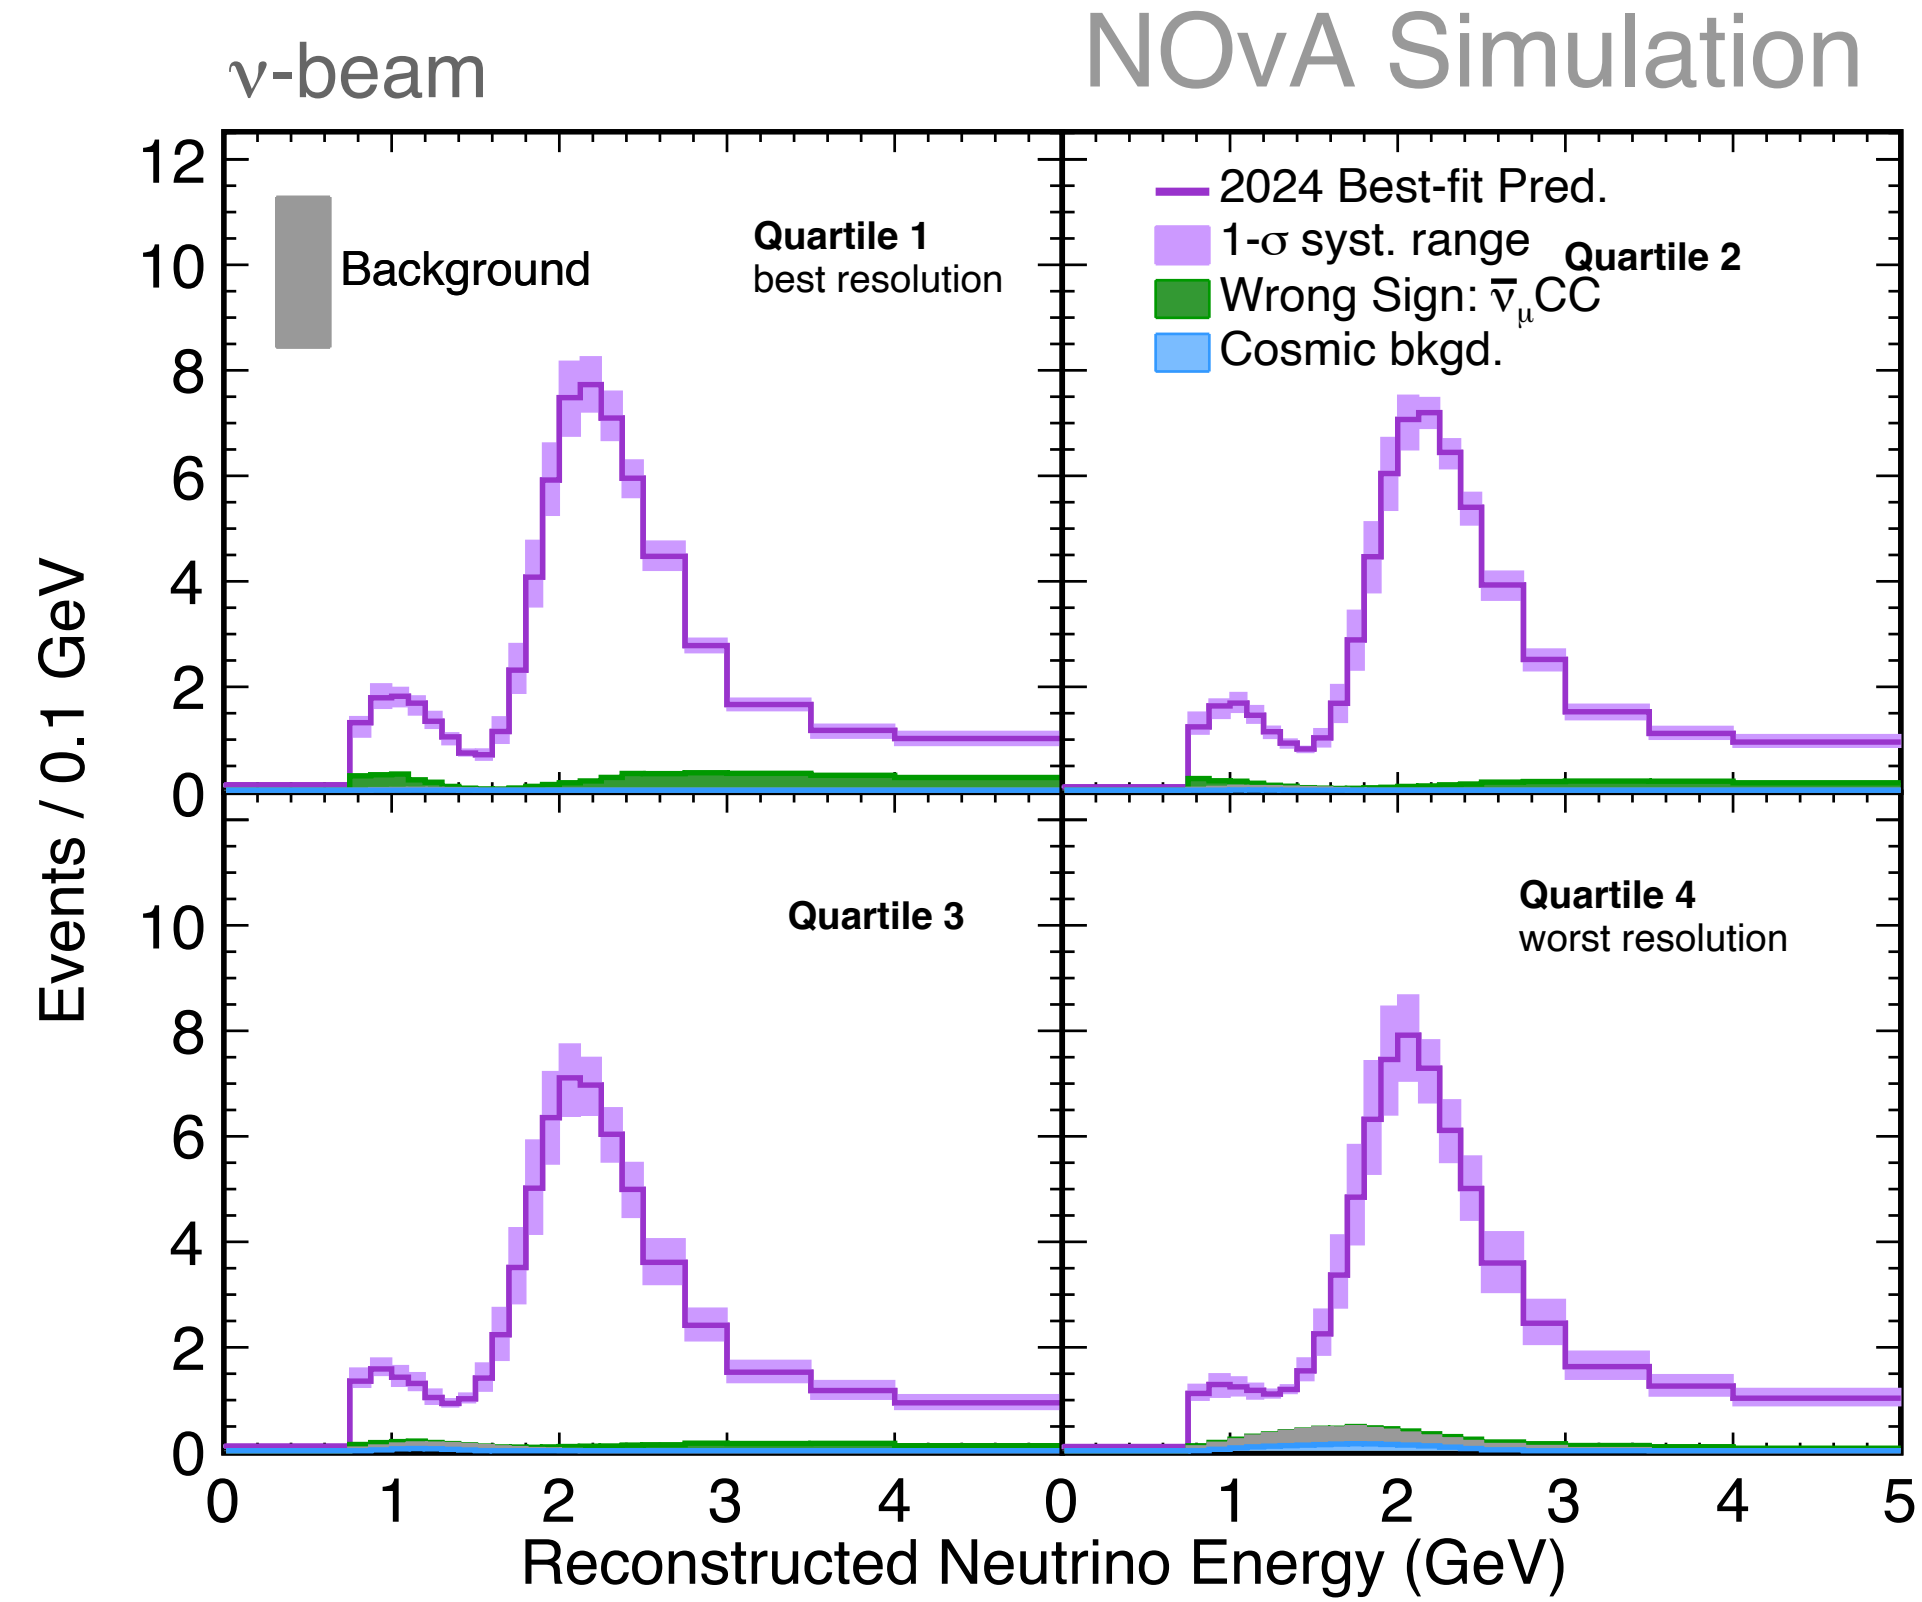 ν-beam
NOvA Simulation
Events / 0.1 GeV
12
10
8
6
4
2
0
Background
Quartile 1
best resolution
2024 Best-fit Pred.
1-σ syst. range
Quartile 2
Wrong Sign: ν̅μCC
Cosmic bkgd.
10
8
6
4
2
0
Quartile 3
Quartile 4
worst resolution
0 1 2 3 4 0 1 2 3 4 5
Reconstructed Neutrino Energy (GeV)